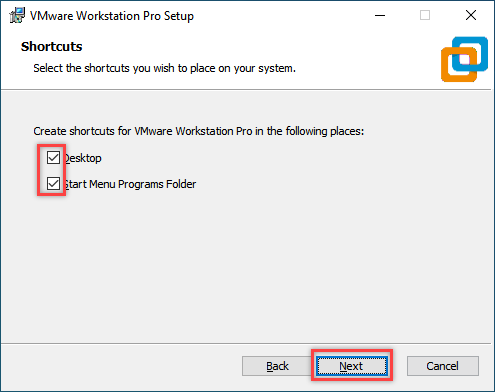 VMware Workstation Pro Setup
Shortcuts
Select the shortcuts you wish to place on your system.
Create shortcuts for VMware Workstation Pro in the following places:
Desktop
Start Menu Programs Folder
Back Next Cancel